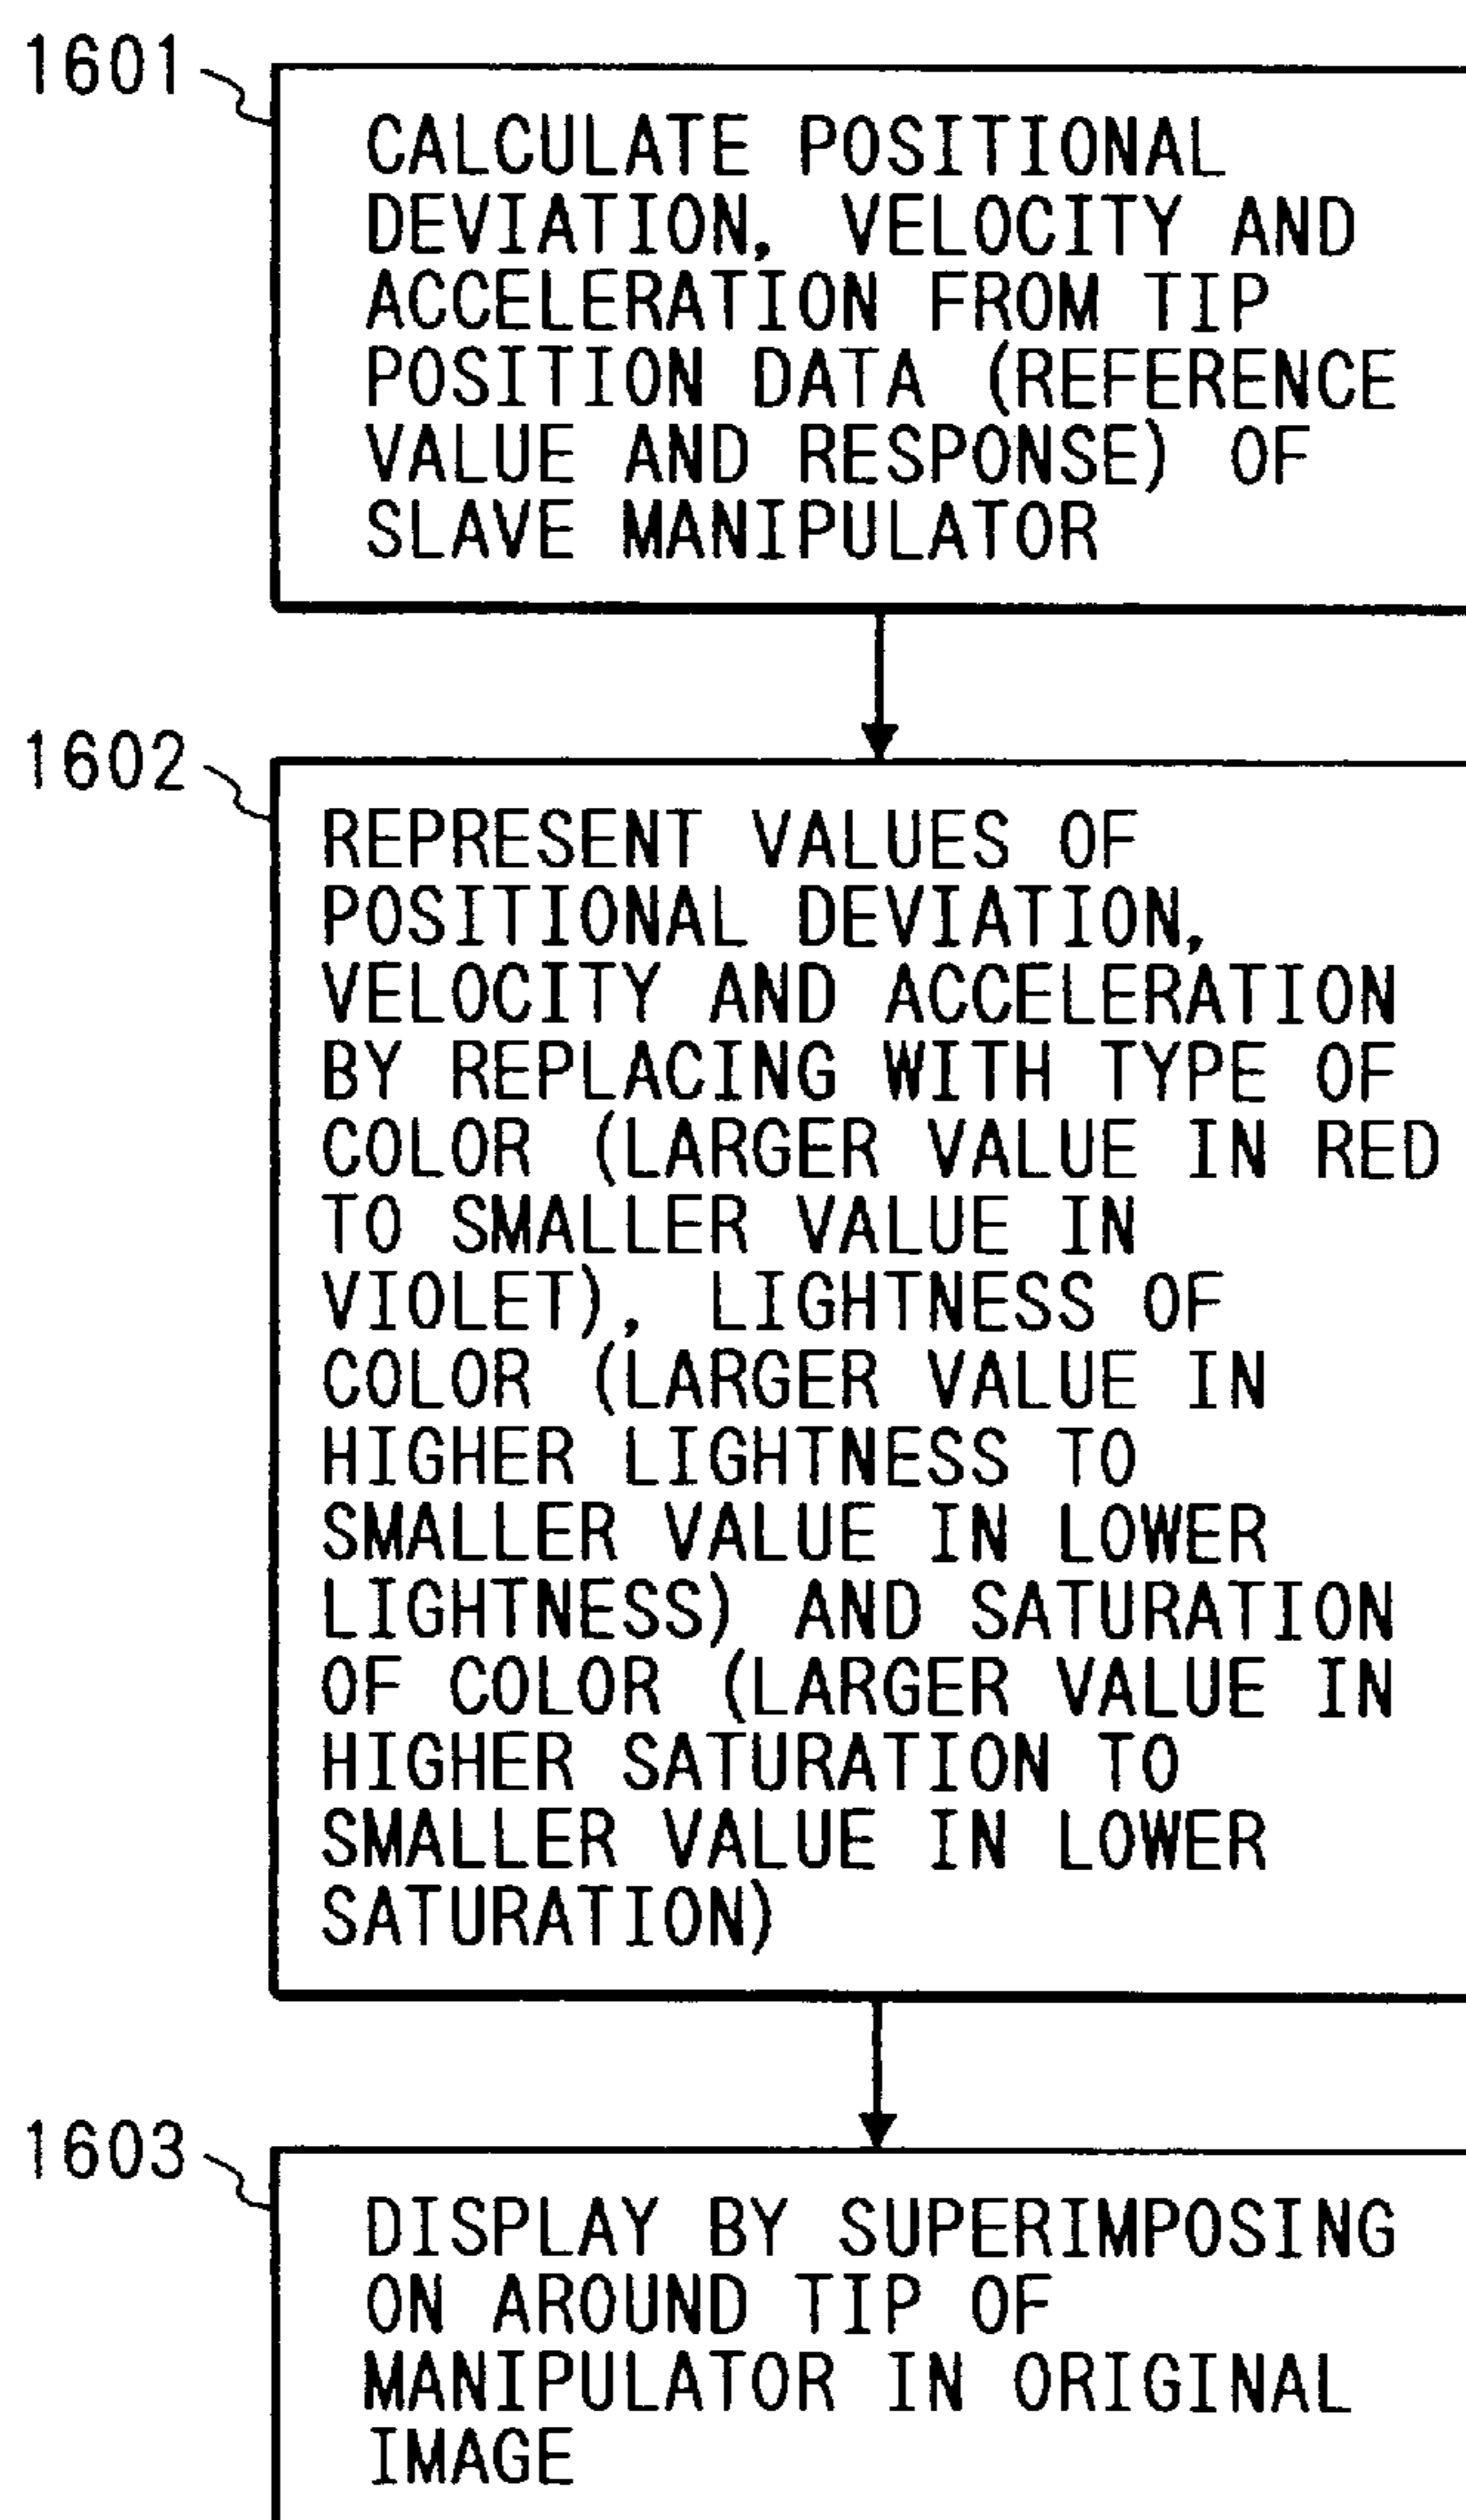 1601
CALCULATE POSITIONAL
DEVIATION, VELOCITY AND
ACCELERATION FROM TIP
POSITION DATA (REFERENCE
VALUE AND RESPONSE) OF
SLAVE MANIPULATOR
1602
REPRESENT VALUES OF
POSITIONAL DEVIATION,
VELOCITY AND ACCELERATION
BY REPLACING WITH TYPE OF
COLOR (LARGER VALUE IN RED
TO SMALLER VALUE IN
VIOLET), LIGHTNESS OF
COLOR (LARGER VALUE IN
HIGHER LIGHTNESS TO
SMALLER VALUE IN LOWER
LIGHTNESS) AND SATURATION
OF COLOR (LARGER VALUE IN
HIGHER SATURATION TO
SMALLER VALUE IN LOWER
SATURATION)
1603
DISPLAY BY SUPERIMPOSING
ON AROUND TIP OF
MANIPULATOR IN ORIGINAL
IMAGE